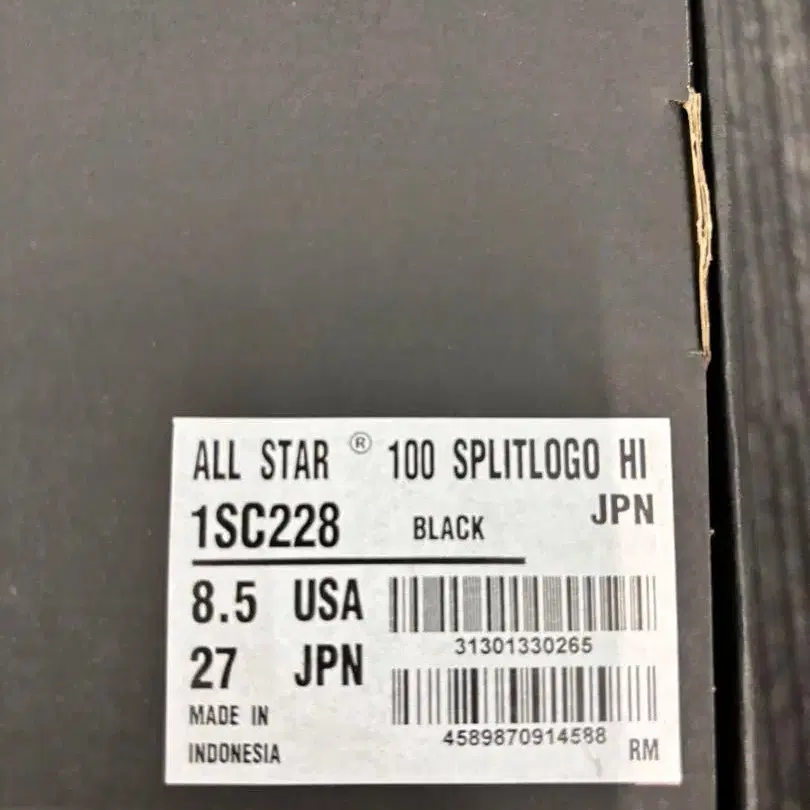 ALL STAR ® 100 SPLITLOGO HI
JPN
1SC228 BLACK
8.5 USA
31301330265
27 JPN
4589870914588
MADE IN
INDONESIA
RM